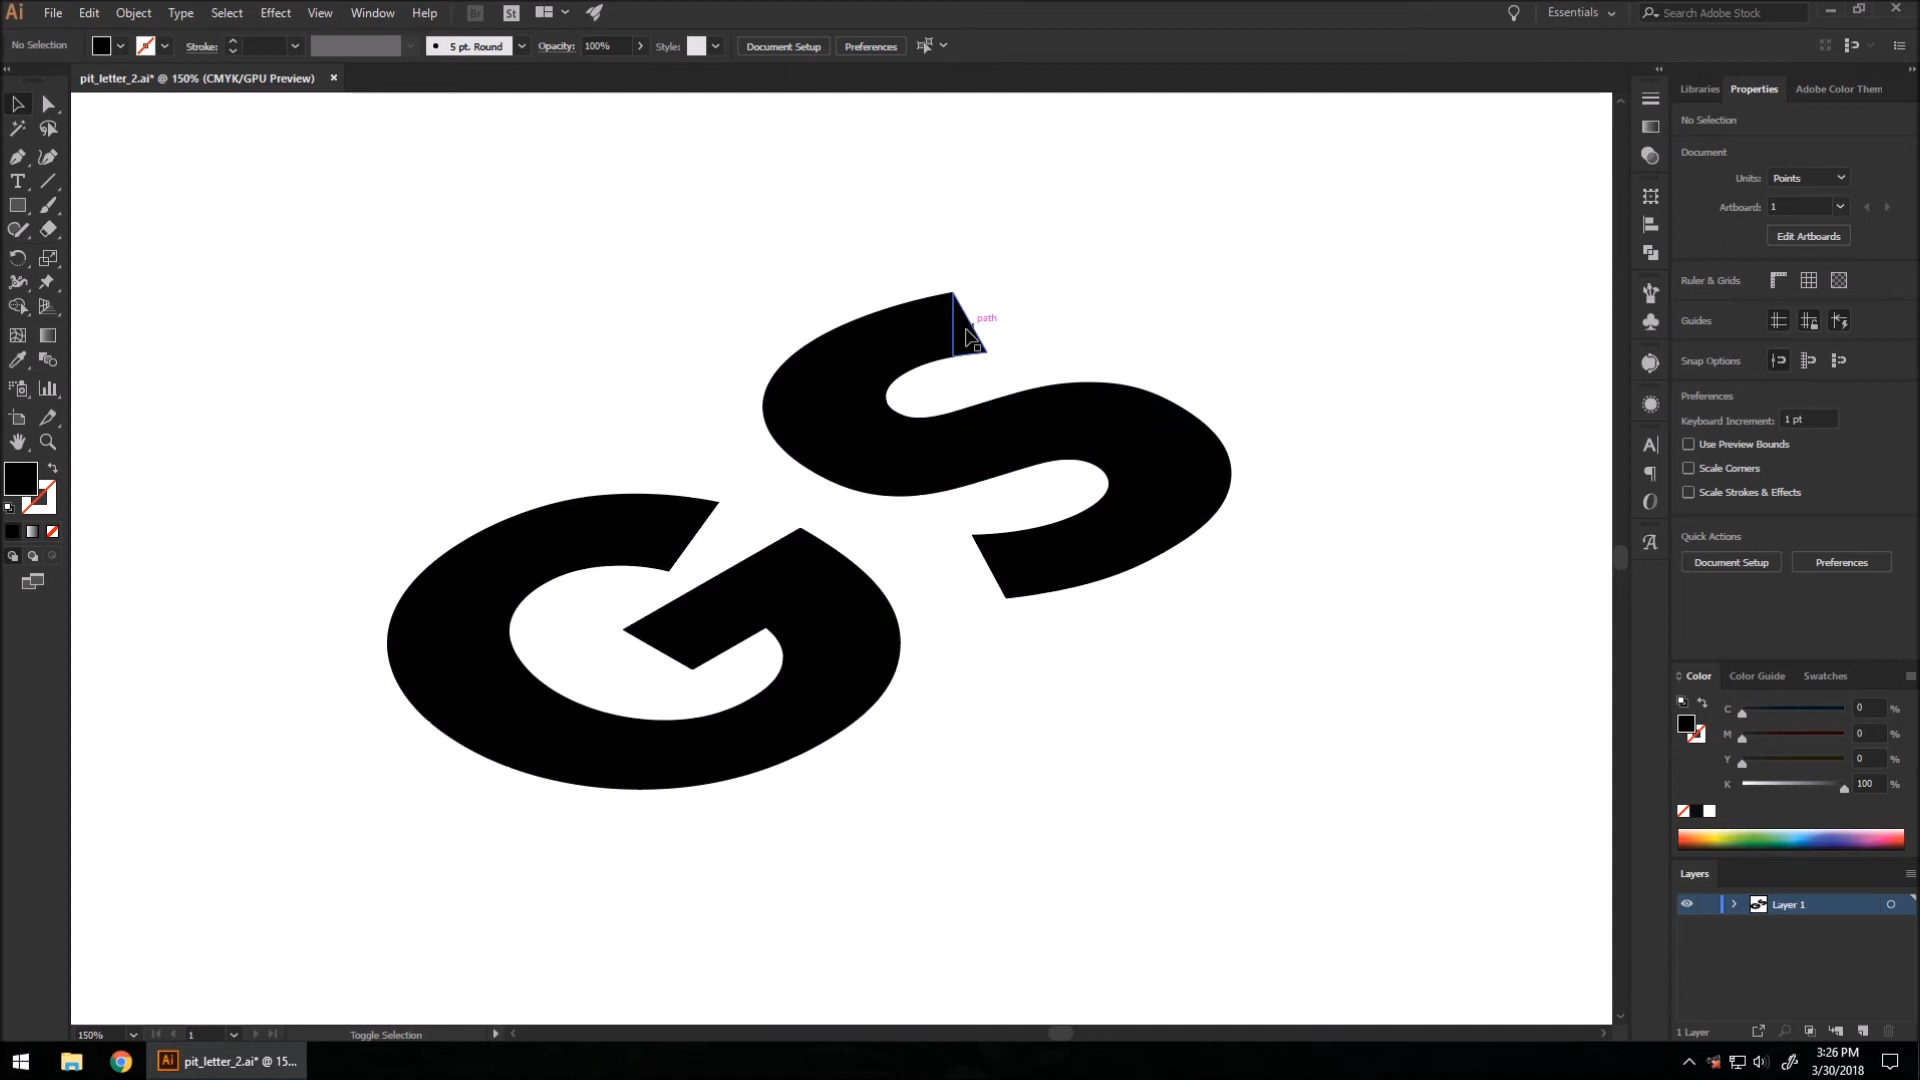 Ai File Edit Object Type Select Effect View Window Help Br St Essentials Search Adobe Stock
No Selection Stroke: 5 pt. Round Opacity: 100% Style: Document Setup Preferences
pit_letter_2.ai* @ 150% (CMYK/GPU Preview)
Libraries Properties Adobe Color Them
No Selection
Document
Units: Points
Artboard: 1
Edit Artboards
Ruler & Grids
Guides
Snap Options
Preferences
Keyboard Increment: 1 pt
Use Preview Bounds
Scale Corners
Scale Strokes & Effects
Quick Actions
Document Setup Preferences
path
G S
Color Color Guide Swatches
C 0 %
M 0 %
Y 0 %
K 100 %
Layers
Layer 1
1 Layer
150% 1 Toggle Selection
Ai pit_letter_2.ai* @ 15...
3:26 PM
3/30/2018